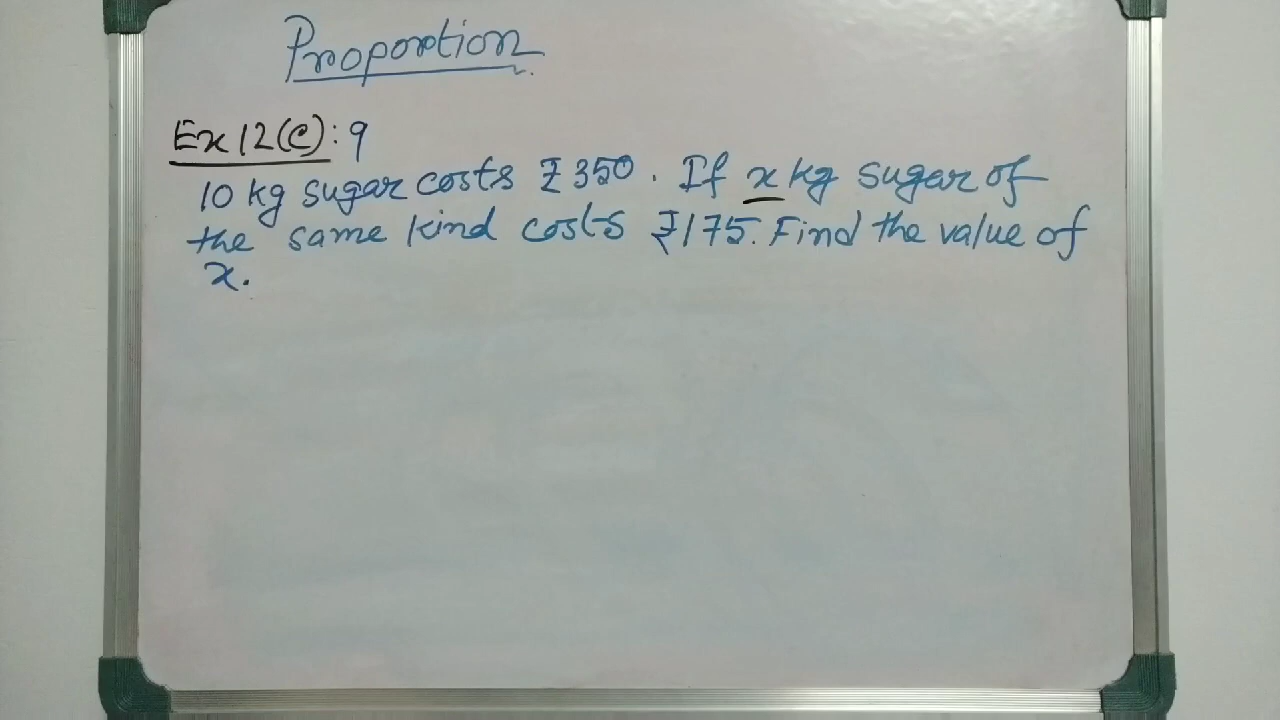 Proportion
Ex 12(C): 9
10 kg sugar costs ₹ 350. If x kg sugar of
the same kind costs ₹175. Find the value of
x.